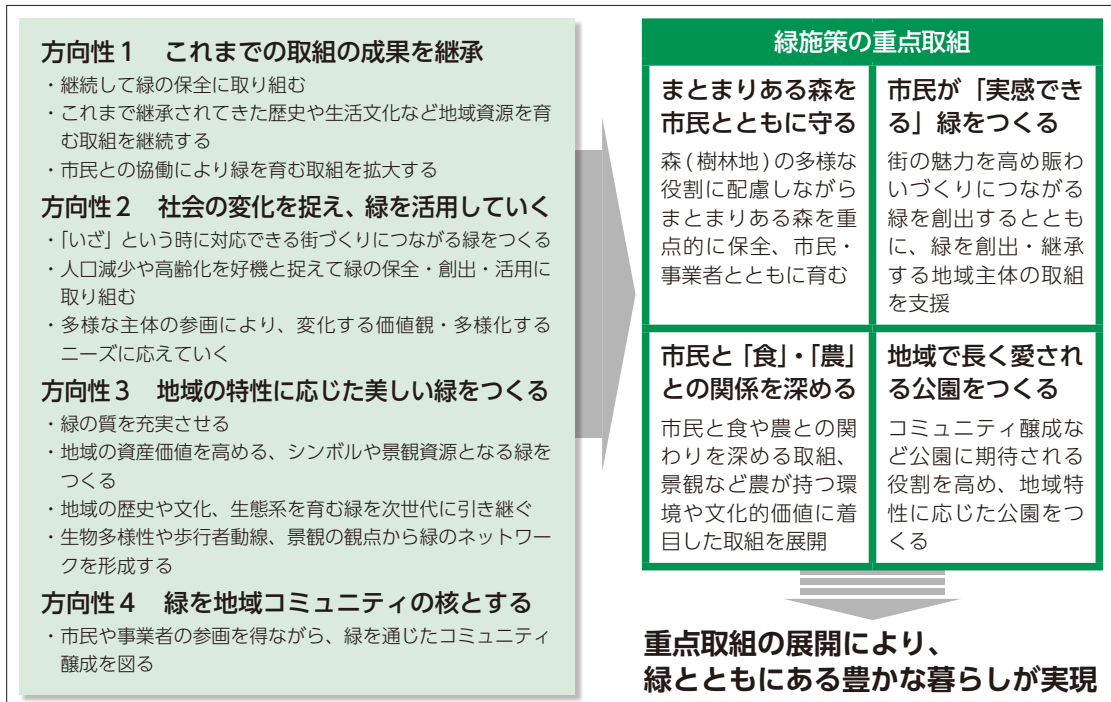 方向性1 これまでの取組の成果を継承
・継続して緑の保全に取り組む
・これまで継承されてきた歴史や生活文化など地域資源を育
む取組を継続する
・市民との協働により緑を育む取組を拡大する
方向性2 社会の変化を捉え、緑を活用していく
・「いざ」という時に対応できる街づくりにつながる緑をつくる
・人口減少や高齢化を好機と捉えて緑の保全・創出・活用に
取り組む
・多様な主体の参画により、変化する価値観・多様化する
ニーズに応えていく
方向性3 地域の特性に応じた美しい緑をつくる
・緑の質を充実させる
・地域の資産価値を高める、シンボルや景観資源となる緑を
つくる
・地域の歴史や文化、生態系を育む緑を次世代に引き継ぐ
・生物多様性や歩行者動線、景観の観点から緑のネットワー
クを形成する
方向性4 緑を地域コミュニティの核とする
・市民や事業者の参画を得ながら、緑を通じたコミュニティ
醸成を図る
緑施策の重点取組
まとまりある森を
市民とともに守る
森(樹林地)の多様な
役割に配慮しながら
まとまりある森を重
点的に保全、市民・
事業者とともに育む
市民が「実感でき
る」緑をつくる
街の魅力を高め賑わ
いづくりにつながる
緑を創出するととも
に、緑を創出・継承
する地域主体の取組
を支援
市民と「食」・「農」
との関係を深める
市民と食や農との関
わりを深める取組、
景観など農が持つ環
境や文化的価値に着
目した取組を展開
地域で長く愛され
る公園をつくる
コミュニティ醸成な
ど公園に期待される
役割を高め、地域特
性に応じた公園をつ
くる
重点取組の展開により、
緑とともにある豊かな暮らしが実現